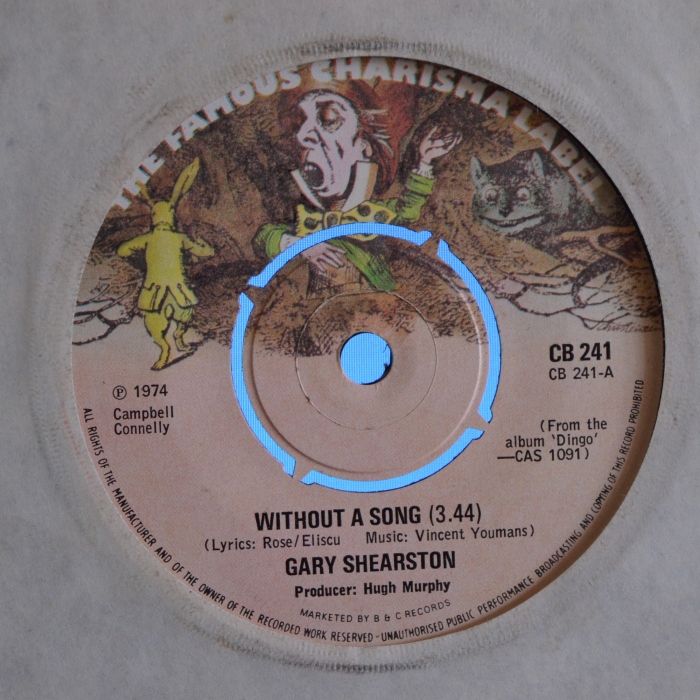 THE FAMOUS CHARISMA LABEL
CB 241
CB 241-A
℗ 1974
Campbell
Connelly
(From the
album 'Dingo'
—CAS 1091)
WITHOUT A SONG (3.44)
(Lyrics: Rose/Eliscu Music: Vincent Youmans)
GARY SHEARSTON
Producer: Hugh Murphy
MARKETED BY B & C RECORDS
ALL RIGHTS OF THE MANUFACTURER AND OF THE OWNER OF THE RECORDED WORK RESERVED - UNAUTHORISED PUBLIC PERFORMANCE BROADCASTING AND COPYING OF THIS RECORD PROHIBITED